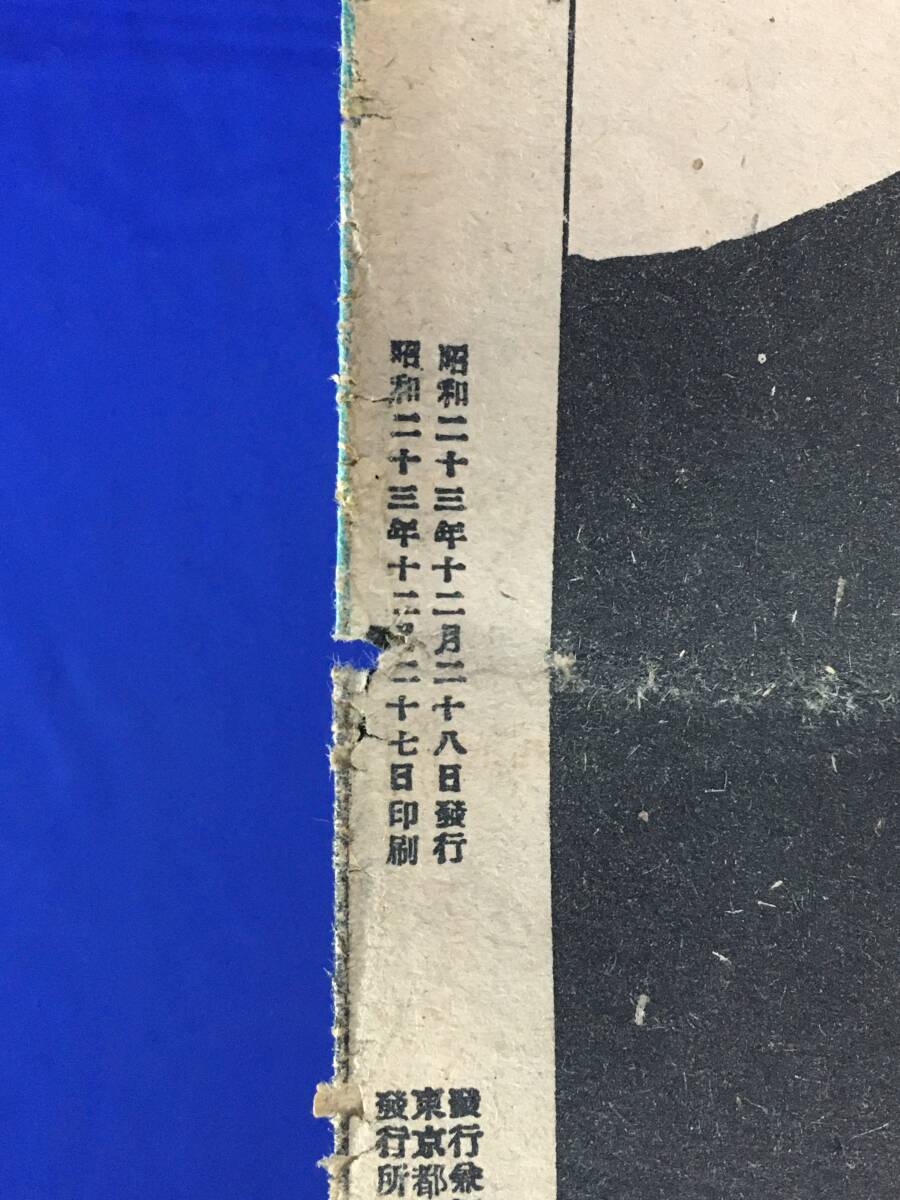 昭和二十三年十二月二十八日發行
昭和二十三年十二月二十七日印刷
發行
東京都
發行所